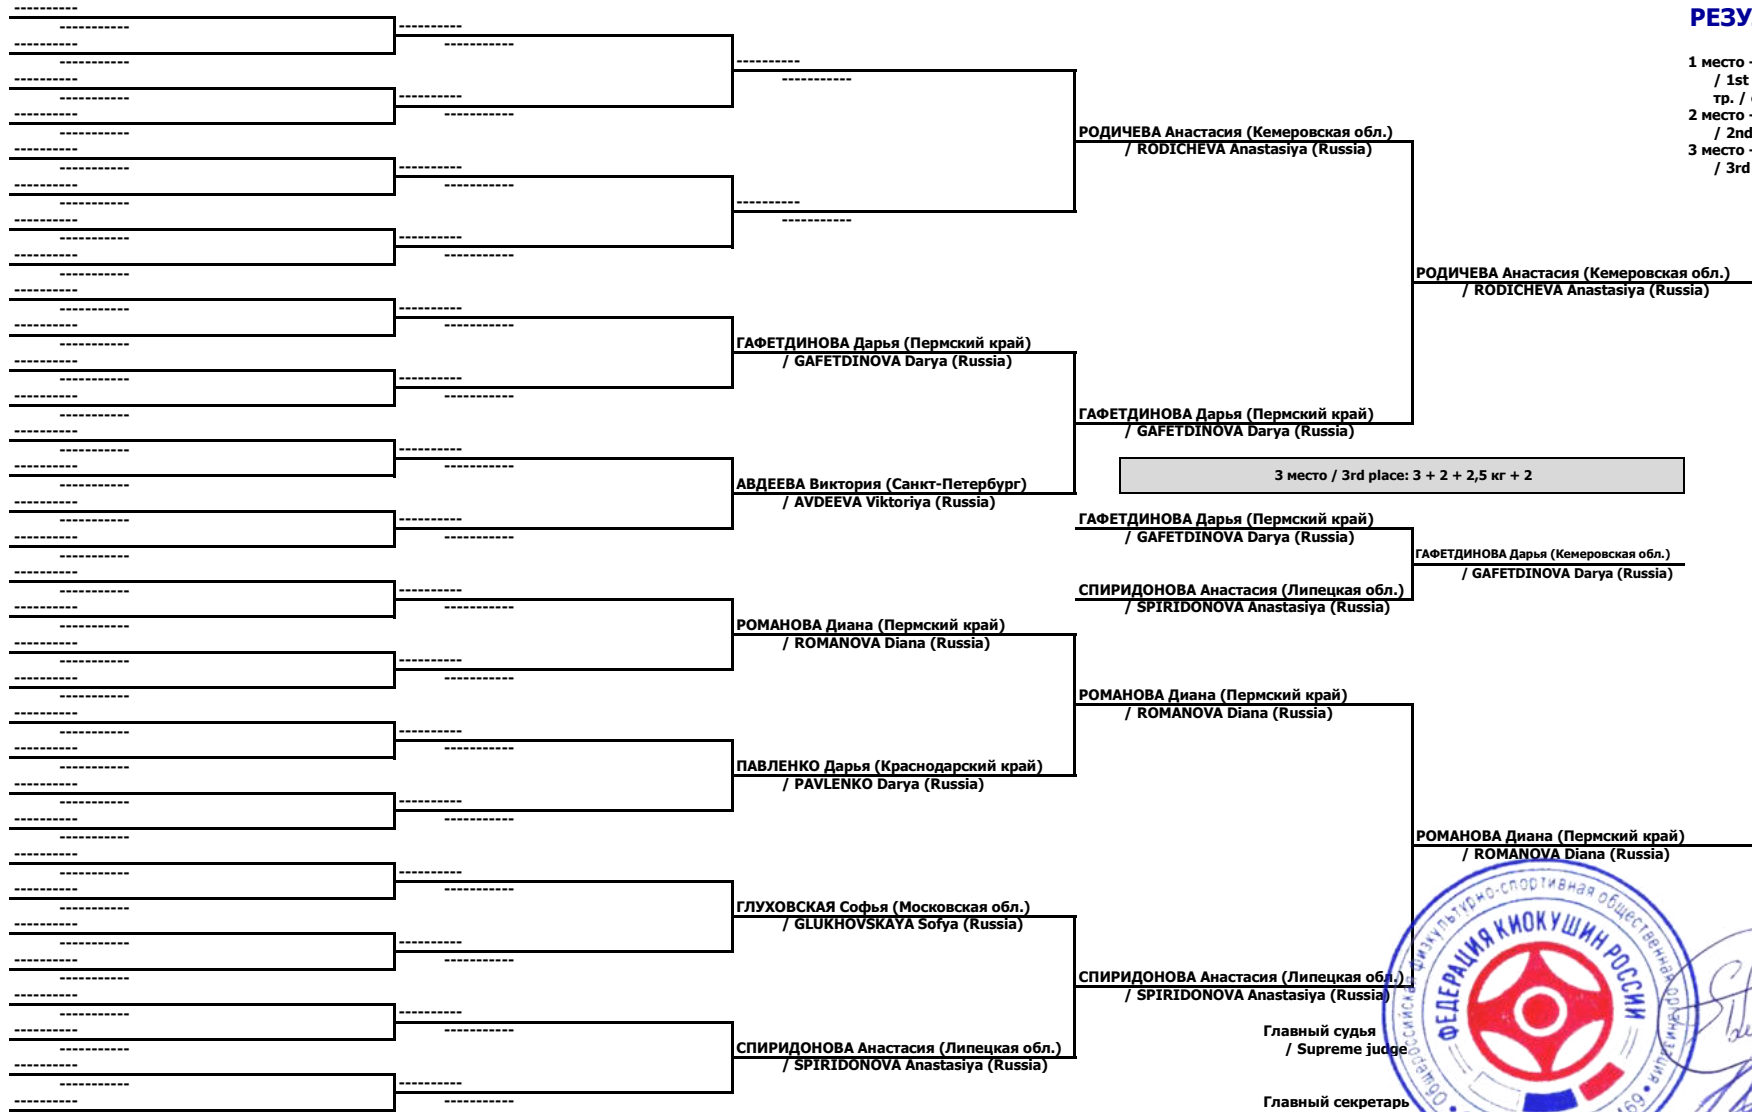 РЕЗУ
1 место -
/ 1st
тр. /
2 место -
/ 2nd
3 место -
/ 3rd
----------
-----------
РОДИЧЕВА Анастасия (Кемеровская обл.)
/ RODICHEVA Anastasiya (Russia)
РОДИЧЕВА Анастасия (Кемеровская обл.)
/ RODICHEVA Anastasiya (Russia)
ГАФЕТДИНОВА Дарья (Пермский край)
/ GAFETDINOVA Darya (Russia)
ГАФЕТДИНОВА Дарья (Пермский край)
/ GAFETDINOVA Darya (Russia)
АВДЕЕВА Виктория (Санкт-Петербург)
/ AVDEEVA Viktoriya (Russia)
3 место / 3rd place: 3 + 2 + 2,5 кг + 2
ГАФЕТДИНОВА Дарья (Пермский край)
/ GAFETDINOVA Darya (Russia)
ГАФЕТДИНОВА Дарья (Кемеровская обл.)
/ GAFETDINOVA Darya (Russia)
СПИРИДОНОВА Анастасия (Липецкая обл.)
/ SPIRIDONOVA Anastasiya (Russia)
РОМАНОВА Диана (Пермский край)
/ ROMANOVA Diana (Russia)
РОМАНОВА Диана (Пермский край)
/ ROMANOVA Diana (Russia)
ПАВЛЕНКО Дарья (Краснодарский край)
/ PAVLENKO Darya (Russia)
РОМАНОВА Диана (Пермский край)
/ ROMANOVA Diana (Russia)
ГЛУХОВСКАЯ Софья (Московская обл.)
/ GLUKHOVSKAYA Sofya (Russia)
СПИРИДОНОВА Анастасия (Липецкая обл.)
/ SPIRIDONOVA Anastasiya (Russia)
СПИРИДОНОВА Анастасия (Липецкая обл.)
/ SPIRIDONOVA Anastasiya (Russia)
Главный судья
/ Supreme judge
Главный секретарь
Общероссийская физкультурно-спортивная общественная организация
ФЕДЕРАЦИЯ КИОКУШИН РОССИИ